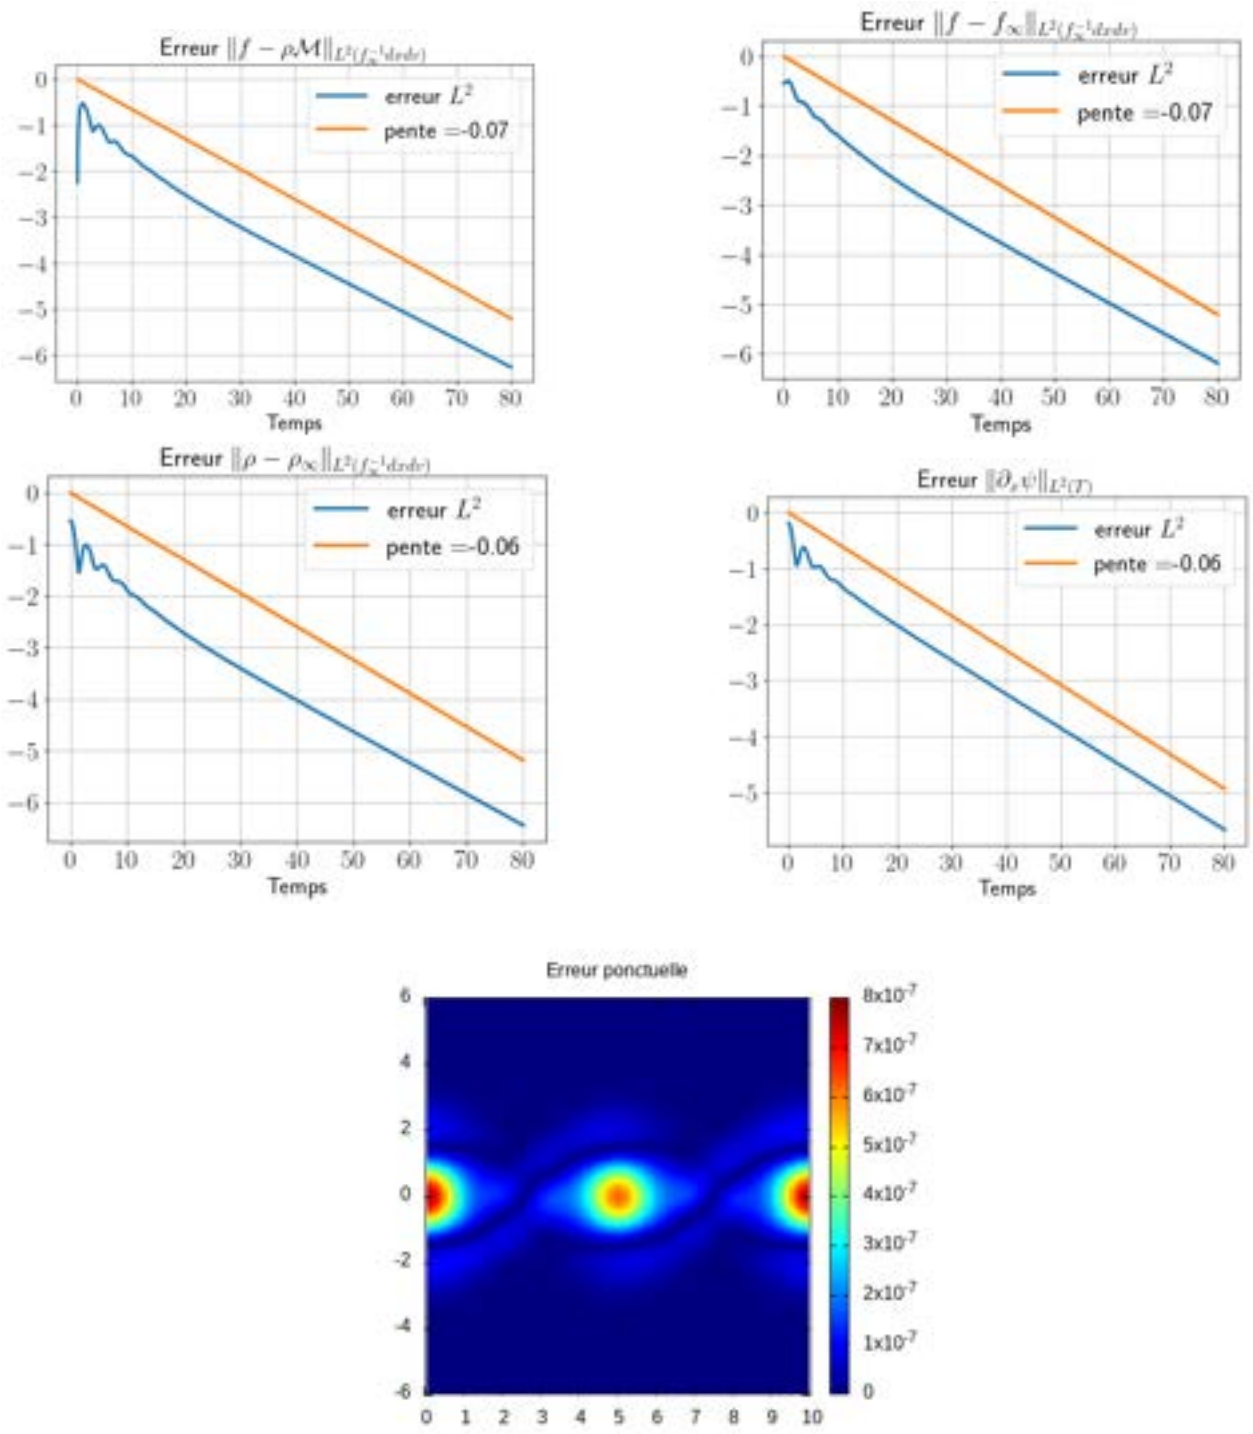 Erreur ‖f − ρℳ‖L²(f∞⁻¹dxdv)
0
−1
−2
−3
−4
−5
−6
erreur L²
pente =-0.07
0 10 20 30 40 50 60 70 80
Temps
Erreur ‖f − f∞‖L²(f∞⁻¹dxdv)
0
−1
−2
−3
−4
−5
−6
erreur L²
pente =-0.07
0 10 20 30 40 50 60 70 80
Temps
Erreur ‖ρ − ρ∞‖L²(f∞⁻¹dxdv)
0
−1
−2
−3
−4
−5
−6
erreur L²
pente =-0.06
0 10 20 30 40 50 60 70 80
Temps
Erreur ‖∂ₓψ‖L²(T)
0
−1
−2
−3
−4
−5
erreur L²
pente =-0.06
0 10 20 30 40 50 60 70 80
Temps
Erreur ponctuelle
6
4
2
0
-2
-4
-6
0 1 2 3 4 5 6 7 8 9 10
8x10⁻⁷
7x10⁻⁷
6x10⁻⁷
5x10⁻⁷
4x10⁻⁷
3x10⁻⁷
2x10⁻⁷
1x10⁻⁷
0